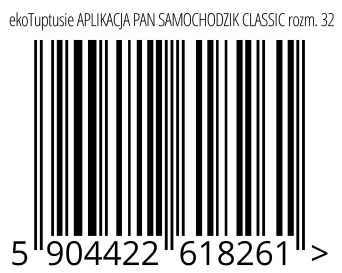 ekoTuptusie APLIKACJA PAN SAMOCHODZIK CLASSIC rozm. 32
5 904422 618261 >